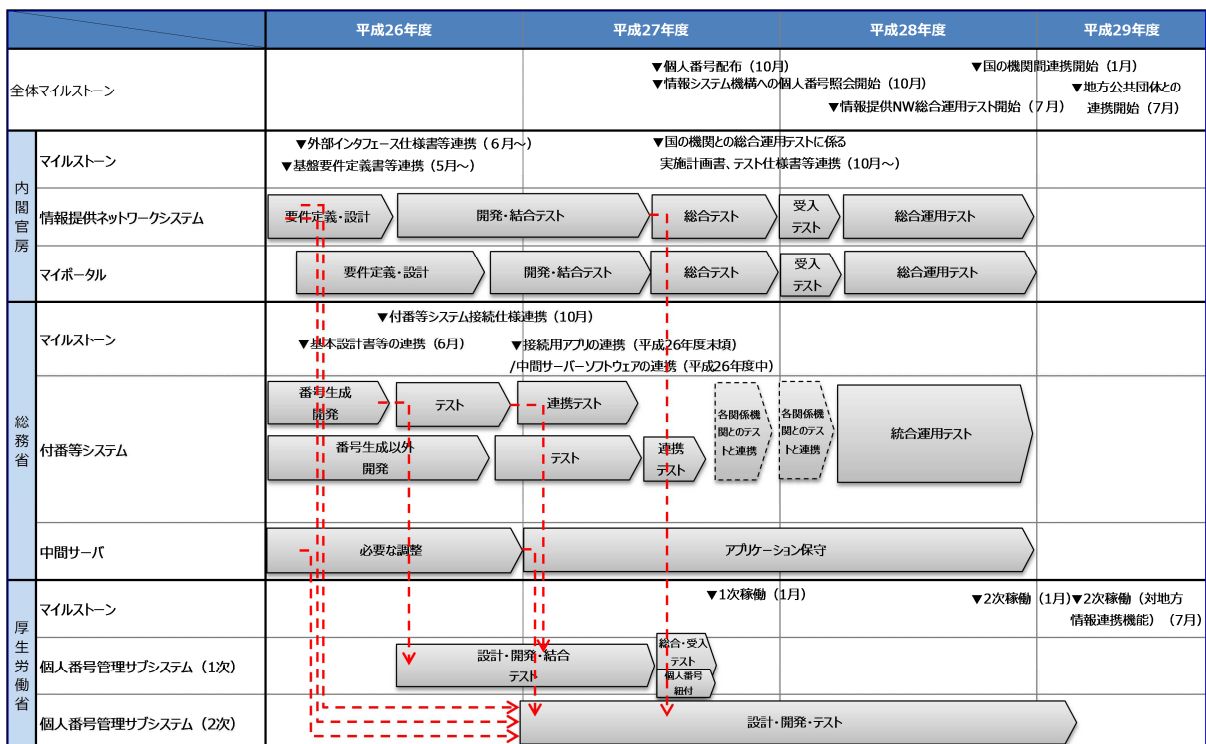 平成26年度
平成27年度
平成28年度
平成29年度
全体マイルストーン
▼個人番号配布（10月）
▼情報システム機構への個人番号照会開始（10月）
▼国の機関間連携開始（1月）
▼情報提供NW総合運用テスト開始（７月）
▼地方公共団体との
連携開始（7月）
内閣官房
マイルストーン
▼外部インタフェース仕様書等連携（６月～）
▼基盤要件定義書等連携（5月～）
▼国の機関との総合運用テストに係る
実施計画書、テスト仕様書等連携（10月～）
情報提供ネットワークシステム
要件定義・設計
開発・結合テスト
総合テスト
受入
テスト
総合運用テスト
マイポータル
要件定義・設計
開発・結合テスト
総合テスト
受入
テスト
総合運用テスト
総務省
マイルストーン
▼付番等システム接続仕様連携（10月）
▼基本設計書等の連携（6月）
▼接続用アプリの連携（平成26年度末頃）
/中間サーバーソフトウェアの連携（平成26年度中）
付番等システム
番号生成
開発
テスト
連携テスト
番号生成以外
開発
テスト
連携
テスト
各関係機
関とのテス
トと連携
各関係機
関とのテス
トと連携
統合運用テスト
中間サーバ
必要な調整
アプリケーション保守
厚生労働省
マイルストーン
▼1次稼働（1月）
▼2次稼働（1月）
▼2次稼働（対地方
情報連携機能）（7月）
個人番号管理サブシステム（1次）
設計・開発・結合
テスト
総合・受入
テスト
個人番号
紐付
個人番号管理サブシステム（2次）
設計・開発・テスト